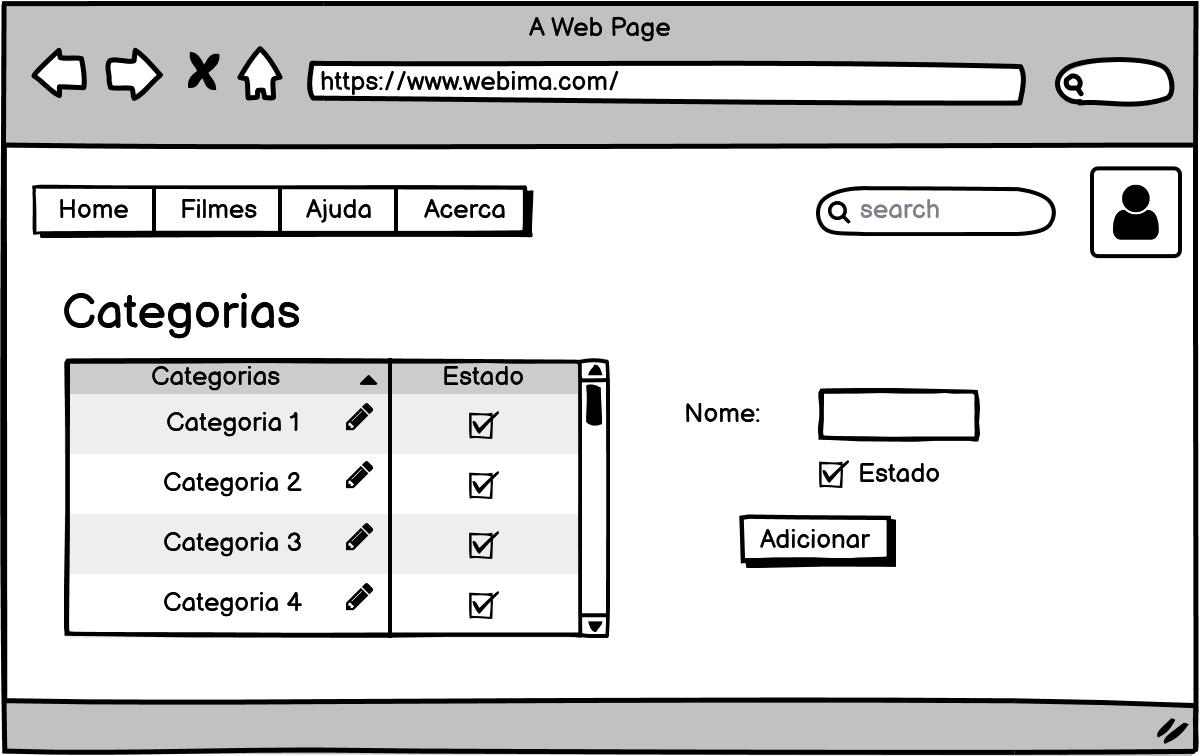 A Web Page
https://www.webima.com/
Home Filmes Ajuda Acerca
search
Categorias
Categorias Estado
Categoria 1
Categoria 2
Categoria 3
Categoria 4
Nome:
Estado
Adicionar